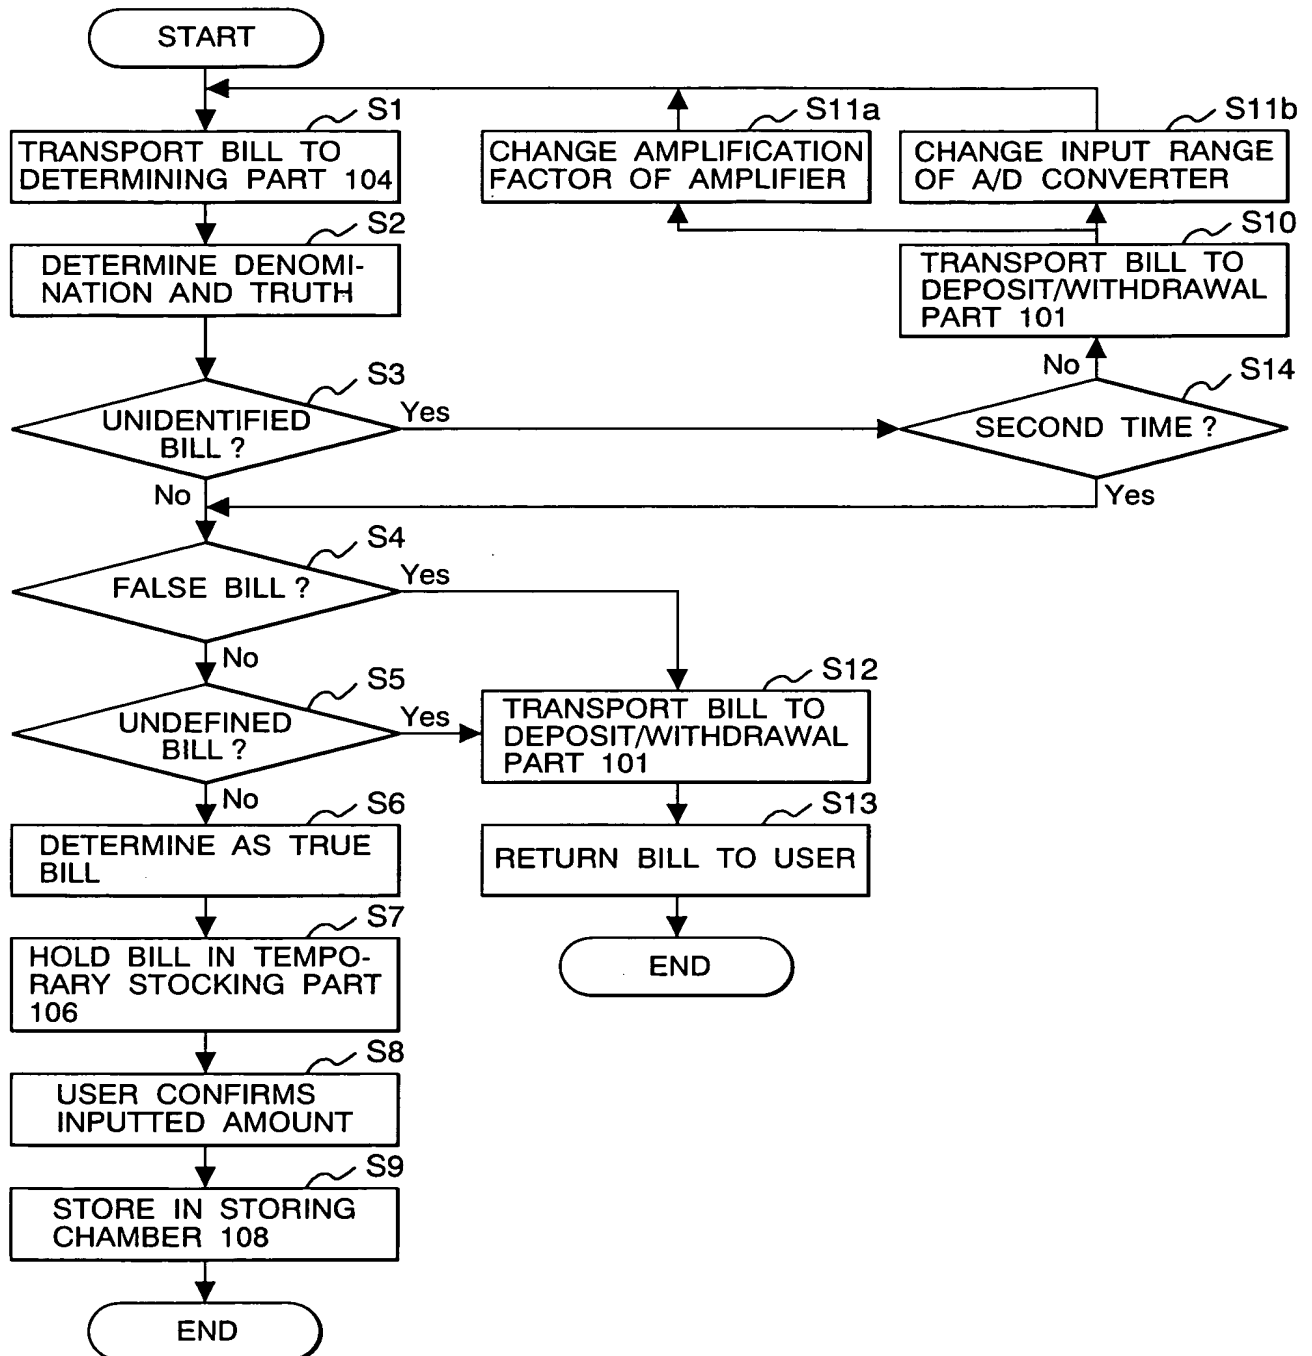 START
S1
TRANSPORT BILL TO
DETERMINING PART 104
S11a
CHANGE AMPLIFICATION
FACTOR OF AMPLIFIER
S11b
CHANGE INPUT RANGE
OF A/D CONVERTER
S2
DETERMINE DENOMI-
NATION AND TRUTH
S10
TRANSPORT BILL TO
DEPOSIT/WITHDRAWAL
PART 101
S3
UNIDENTIFIED
BILL ?
Yes
No
S14
SECOND TIME ?
No
Yes
S4
FALSE BILL ?
Yes
No
S5
UNDEFINED
BILL ?
Yes
No
S12
TRANSPORT BILL TO
DEPOSIT/WITHDRAWAL
PART 101
S6
DETERMINE AS TRUE
BILL
S13
RETURN BILL TO USER
S7
HOLD BILL IN TEMPO-
RARY STOCKING PART
106
END
S8
USER CONFIRMS
INPUTTED AMOUNT
S9
STORE IN STORING
CHAMBER 108
END